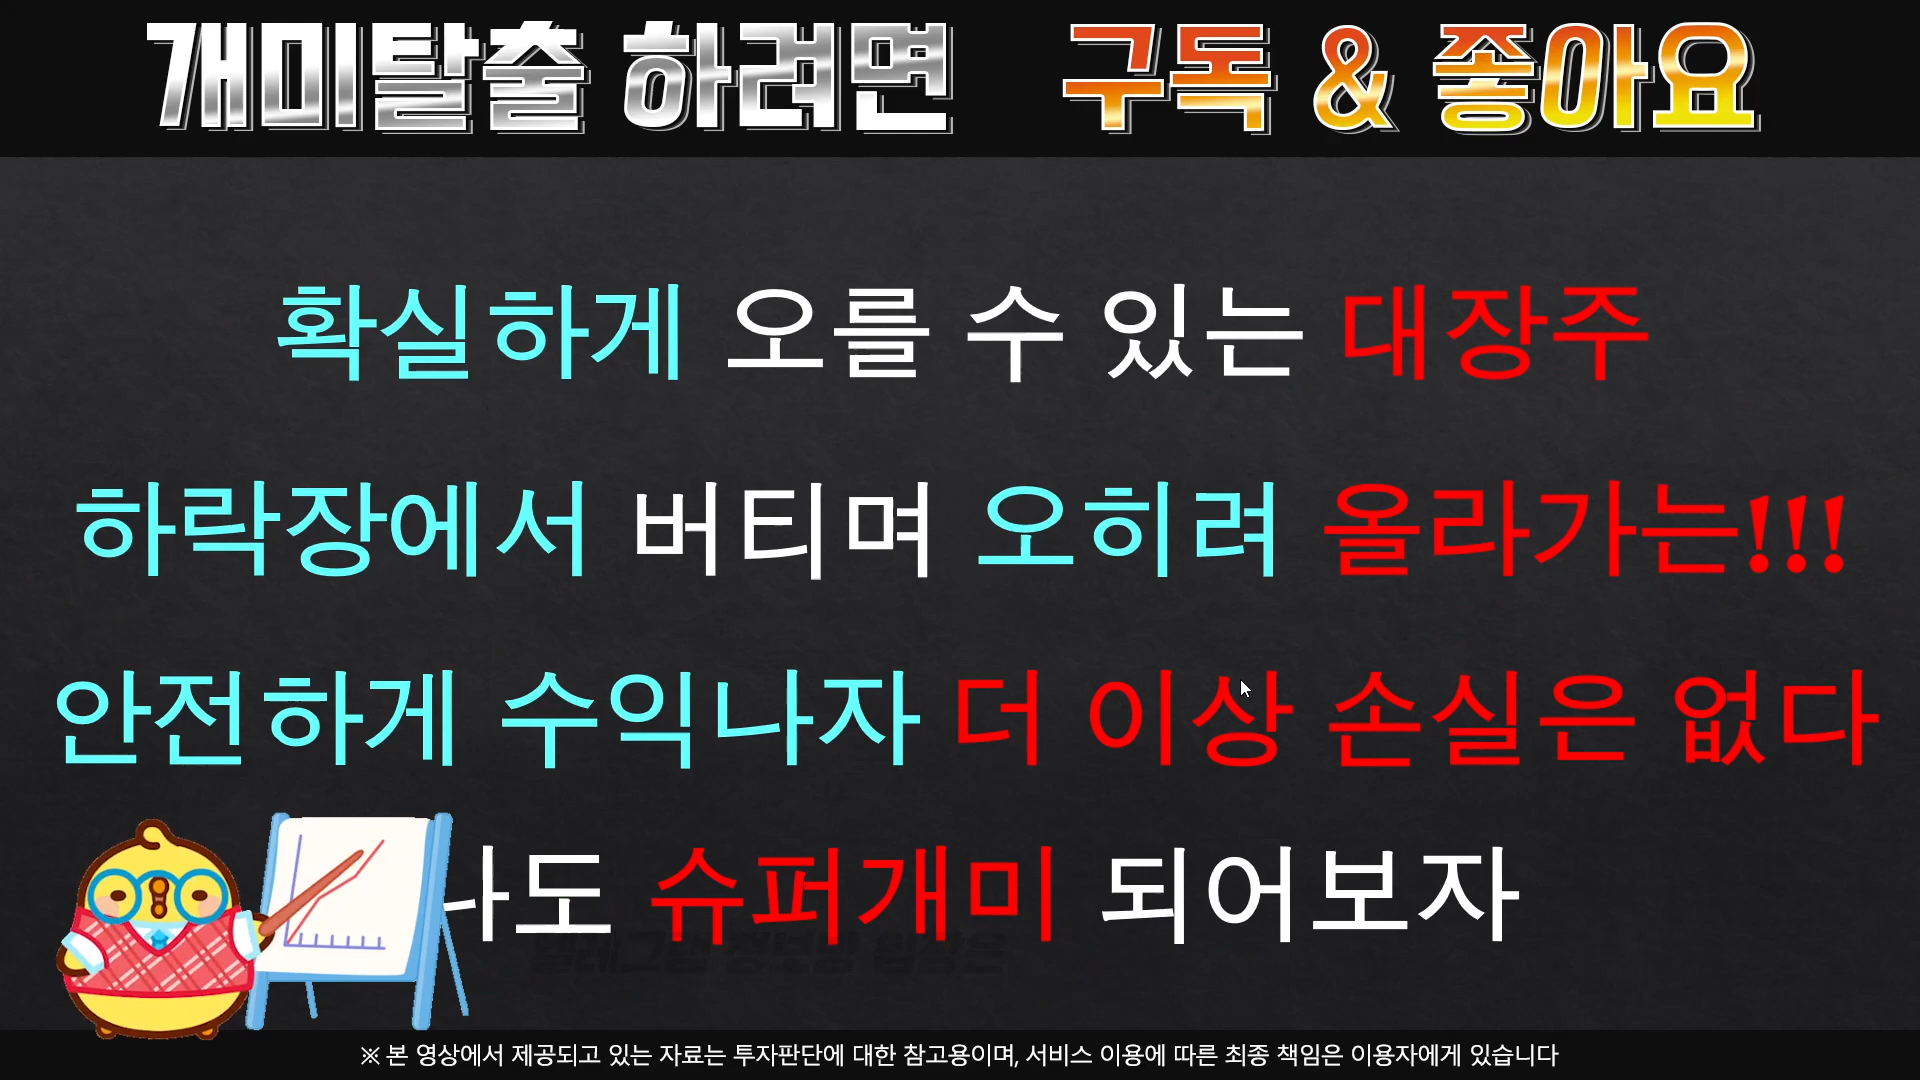 개미탈출 하려면 구독 & 좋아요
확실하게 오를 수 있는 대장주
하락장에서 버티며 오히려 올라가는!!!
안전하게 수익나자 더 이상 손실은 없다
도 슈퍼개미 되어보자
※ 본 영상에서 제공되고 있는 자료는 투자판단에 대한 참고용이며, 서비스 이용에 따른 최종 책임은 이용자에게 있습니다